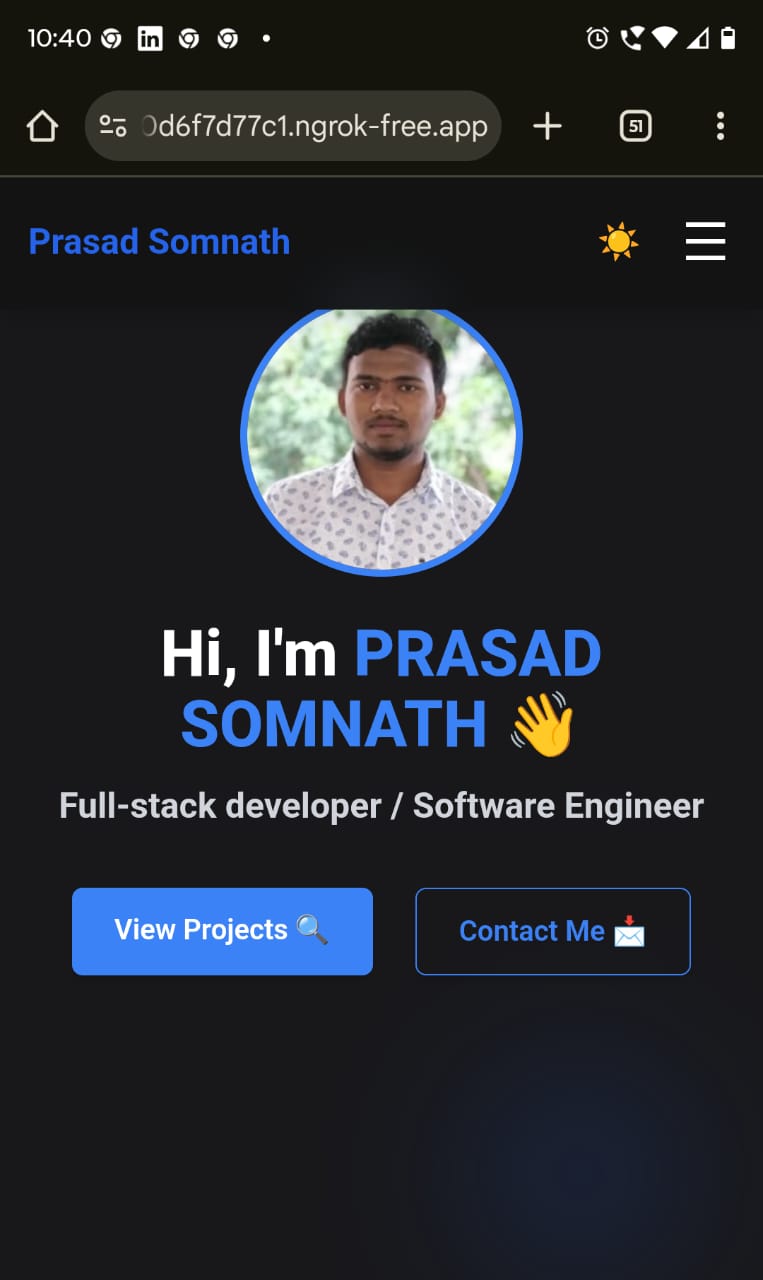 10:40
0d6f7d77c1.ngrok-free.app
51
Prasad Somnath
Hi, I'm PRASAD
SOMNATH 👋
Full-stack developer / Software Engineer
View Projects 🔍
Contact Me 📩